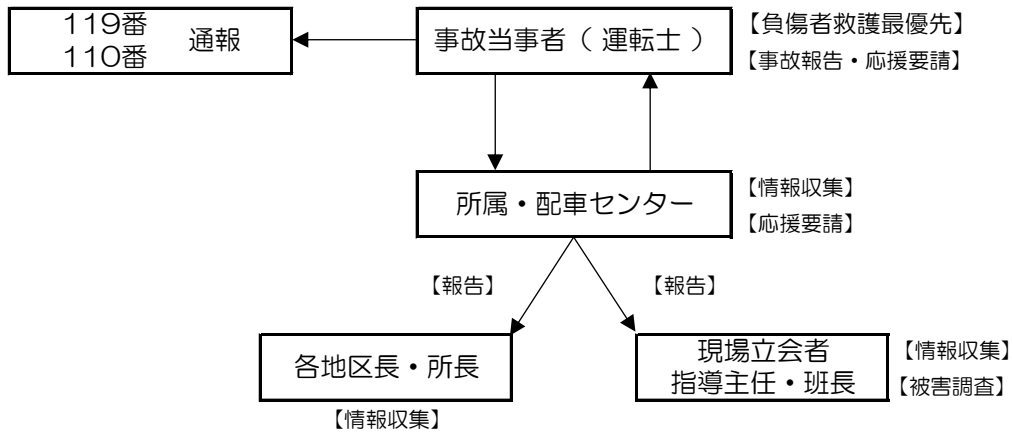 119番
110番
通報
事故当事者（ 運転士 ）
【負傷者救護最優先】
【事故報告・応援要請】
所属・配車センター
【情報収集】
【応援要請】
【報告】
【報告】
各地区長・所長
【情報収集】
現場立会者
指導主任・班長
【情報収集】
【被害調査】